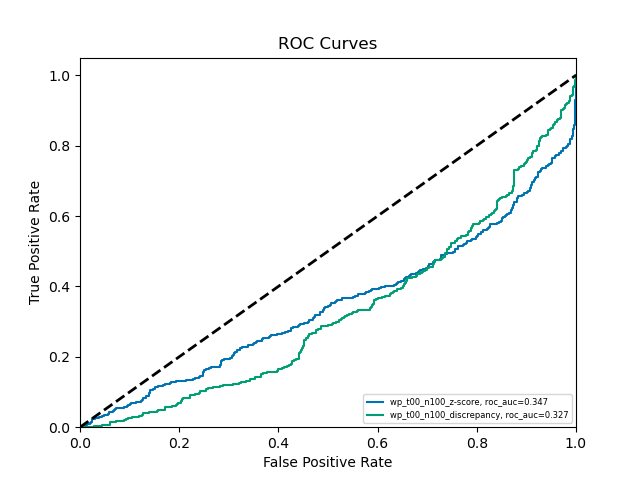 ROC Curves
True Positive Rate
1.0
0.8
0.6
0.4
0.2
0.0
0.0 0.2 0.4 0.6 0.8 1.0
False Positive Rate
wp_t00_n100_z-score, roc_auc=0.347
wp_t00_n100_discrepancy, roc_auc=0.327